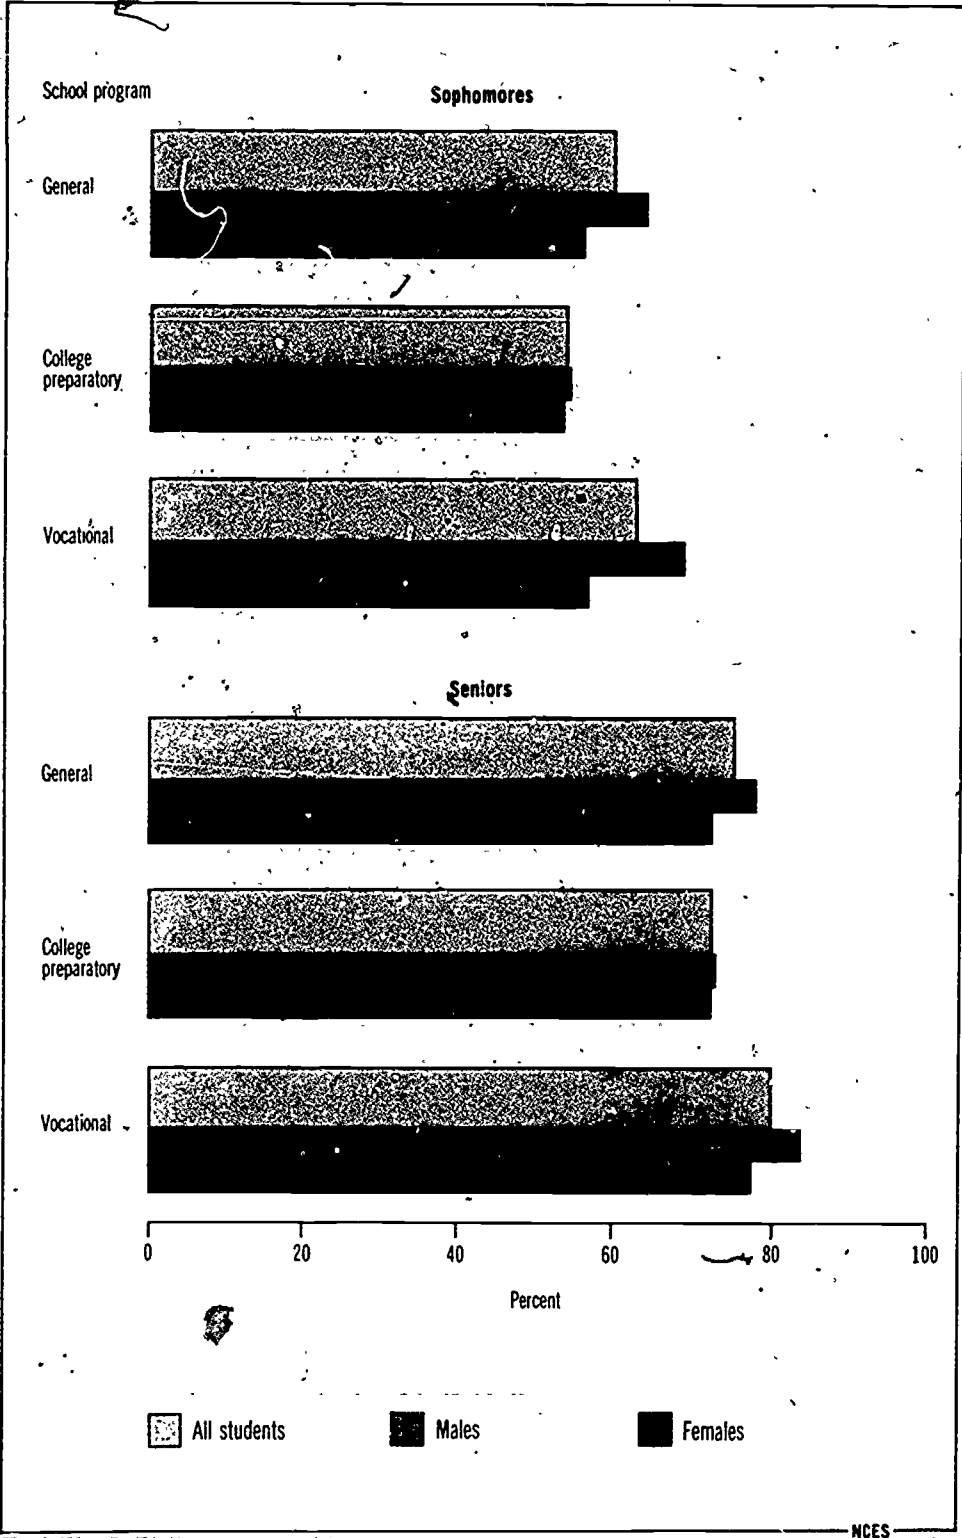 School program
Sophomores
General
College
preparatory
Vocational
Seniors
General
College
preparatory
Vocational
0 20 40 60 80 100
Percent
All students Males Females
NCES